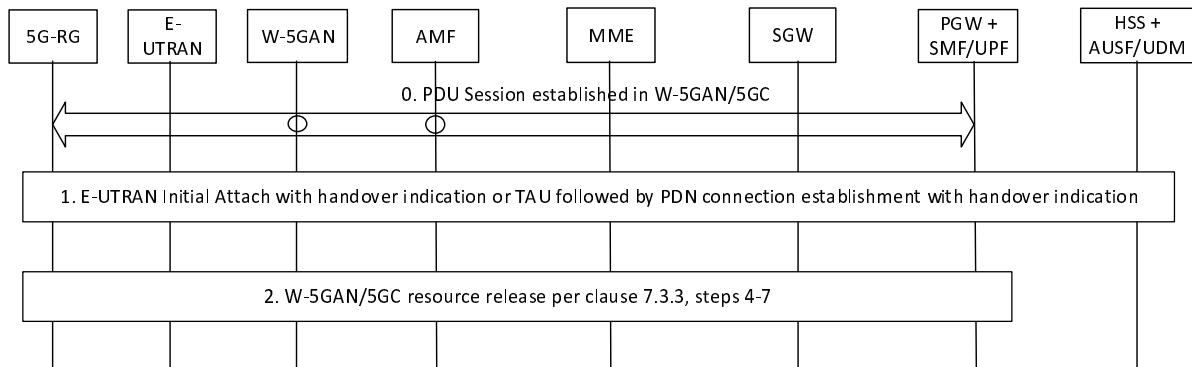 5G-RG
E-
UTRAN
W-5GAN
AMF
MME
SGW
PGW +
SMF/UPF
HSS +
AUSF/UDM
0. PDU Session established in W-5GAN/5GC
1. E-UTRAN Initial Attach with handover indication or TAU followed by PDN connection establishment with handover indication
2. W-5GAN/5GC resource release per clause 7.3.3, steps 4-7